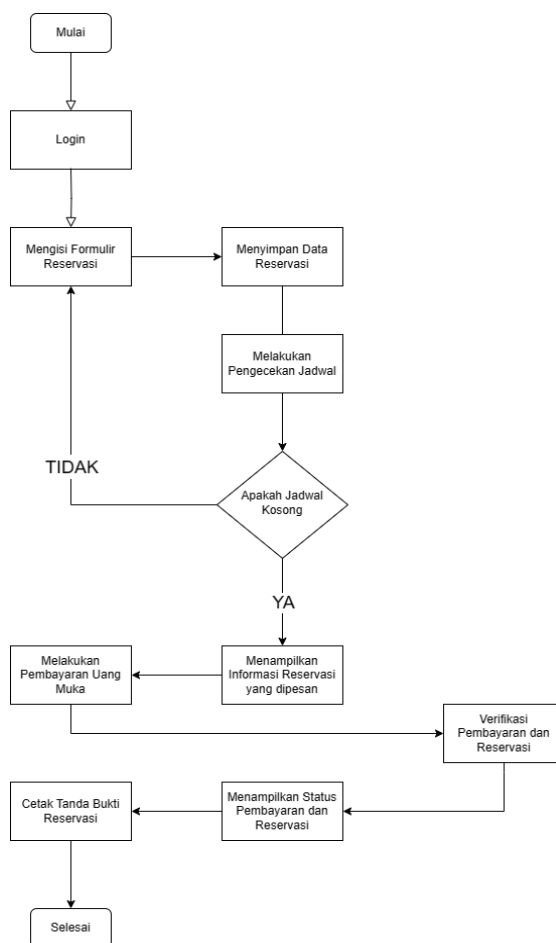 Mulai
Login
Mengisi Formulir
Reservasi
Menyimpan Data
Reservasi
Melakukan
Pengecekan Jadwal
TIDAK
Apakah Jadwal
Kosong
YA
Melakukan
Pembayaran Uang
Muka
Menampilkan
Informasi Reservasi
yang dipesan
Verifikasi
Pembayaran dan
Reservasi
Cetak Tanda Bukti
Reservasi
Menampilkan Status
Pembayaran dan
Reservasi
Selesai